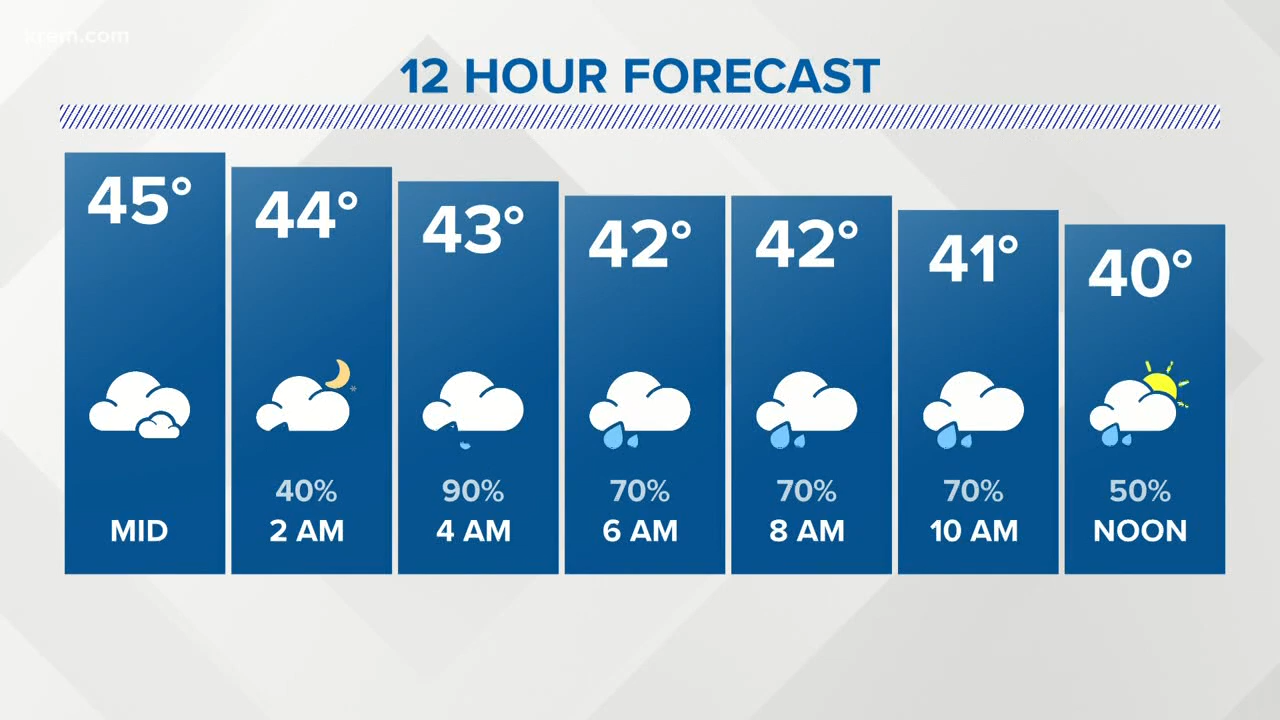 krem.com
12 HOUR FORECAST
45° 44° 43° 42° 42° 41° 40°
40% 90% 70% 70% 70% 50%
MID 2 AM 4 AM 6 AM 8 AM 10 AM NOON